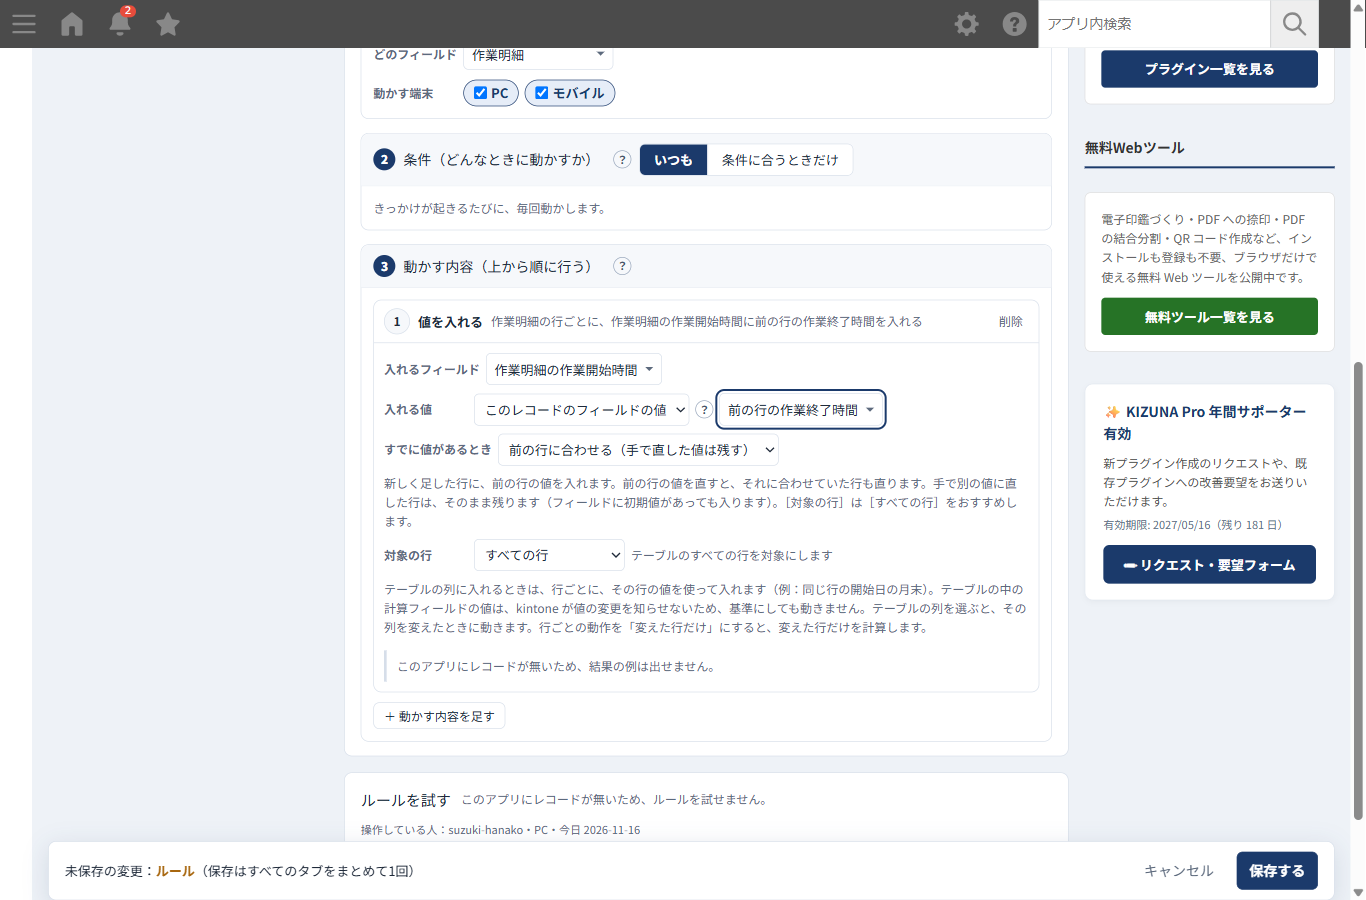 2
アプリ内検索
どのフィールド 作業明細
動かす端末 PC モバイル
2 条件（どんなときに動かすか） ? いつも 条件に合うときだけ
きっかけが起きるたびに、毎回動かします。
3 動かす内容（上から順に行う） ?
1 値を入れる 作業明細の行ごとに、作業明細の作業開始時間に前の行の作業終了時間を入れる 削除
入れるフィールド 作業明細の作業開始時間
入れる値 このレコードのフィールドの値 ? 前の行の作業終了時間
すでに値があるとき 前の行に合わせる（手で直した値は残す）
新しく足した行に、前の行の値を入れます。前の行の値を直すと、それに合わせていた行も直ります。手で別の値に直
した行は、そのまま残ります（フィールドに初期値があっても入ります）。［対象の行］は［すべての行］をおすすめし
ます。
対象の行 すべての行 テーブルのすべての行を対象にします
テーブルの列に入れるときは、行ごとに、その行の値を使って入れます（例：同じ行の開始日の月末）。テーブルの中の
計算フィールドの値は、kintone が値の変更を知らせないため、基準にしても動きません。テーブルの列を選ぶと、その
列を変えたときに動きます。行ごとの動作を「変えた行だけ」にすると、変えた行だけを計算します。
このアプリにレコードが無いため、結果の例は出せません。
＋ 動かす内容を足す
ルールを試す このアプリにレコードが無いため、ルールを試せません。
操作している人：suzuki-hanako・PC・今日 2026-11-16
プラグイン一覧を見る
無料Webツール
電子印鑑づくり・PDF への捺印・PDF
の結合分割・QR コード作成など、イン
ストールも登録も不要、ブラウザだけで
使える無料 Web ツールを公開中です。
無料ツール一覧を見る
✨ KIZUNA Pro 年間サポーター
有効
新プラグイン作成のリクエストや、既
存プラグインへの改善要望をお送りい
ただけます。
有効期限: 2027/05/16（残り 181 日）
リクエスト・要望フォーム
未保存の変更：ルール（保存はすべてのタブをまとめて1回） キャンセル 保存する